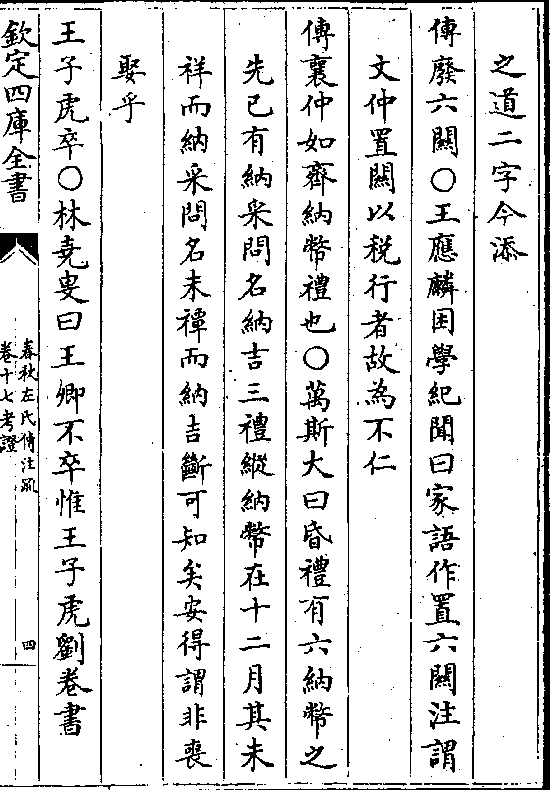 之道二字今添
傳廢六關○王應麟困學紀聞曰家語作置六關注謂
文仲置關以税行者故為不仁
傳襄仲如齊納幣禮也○萬斯大曰昏禮有六納幣之
先已有納采問名納吉三禮縱納幣在十二月其未
祥而納采問名未禫而納吉斷可知矣安得謂非喪
娶乎
王子虎卒○林堯叟曰王卿不卒惟王子虎劉卷書
欽定四庫全書
春秋左氏傳注疏
卷十七考證
四